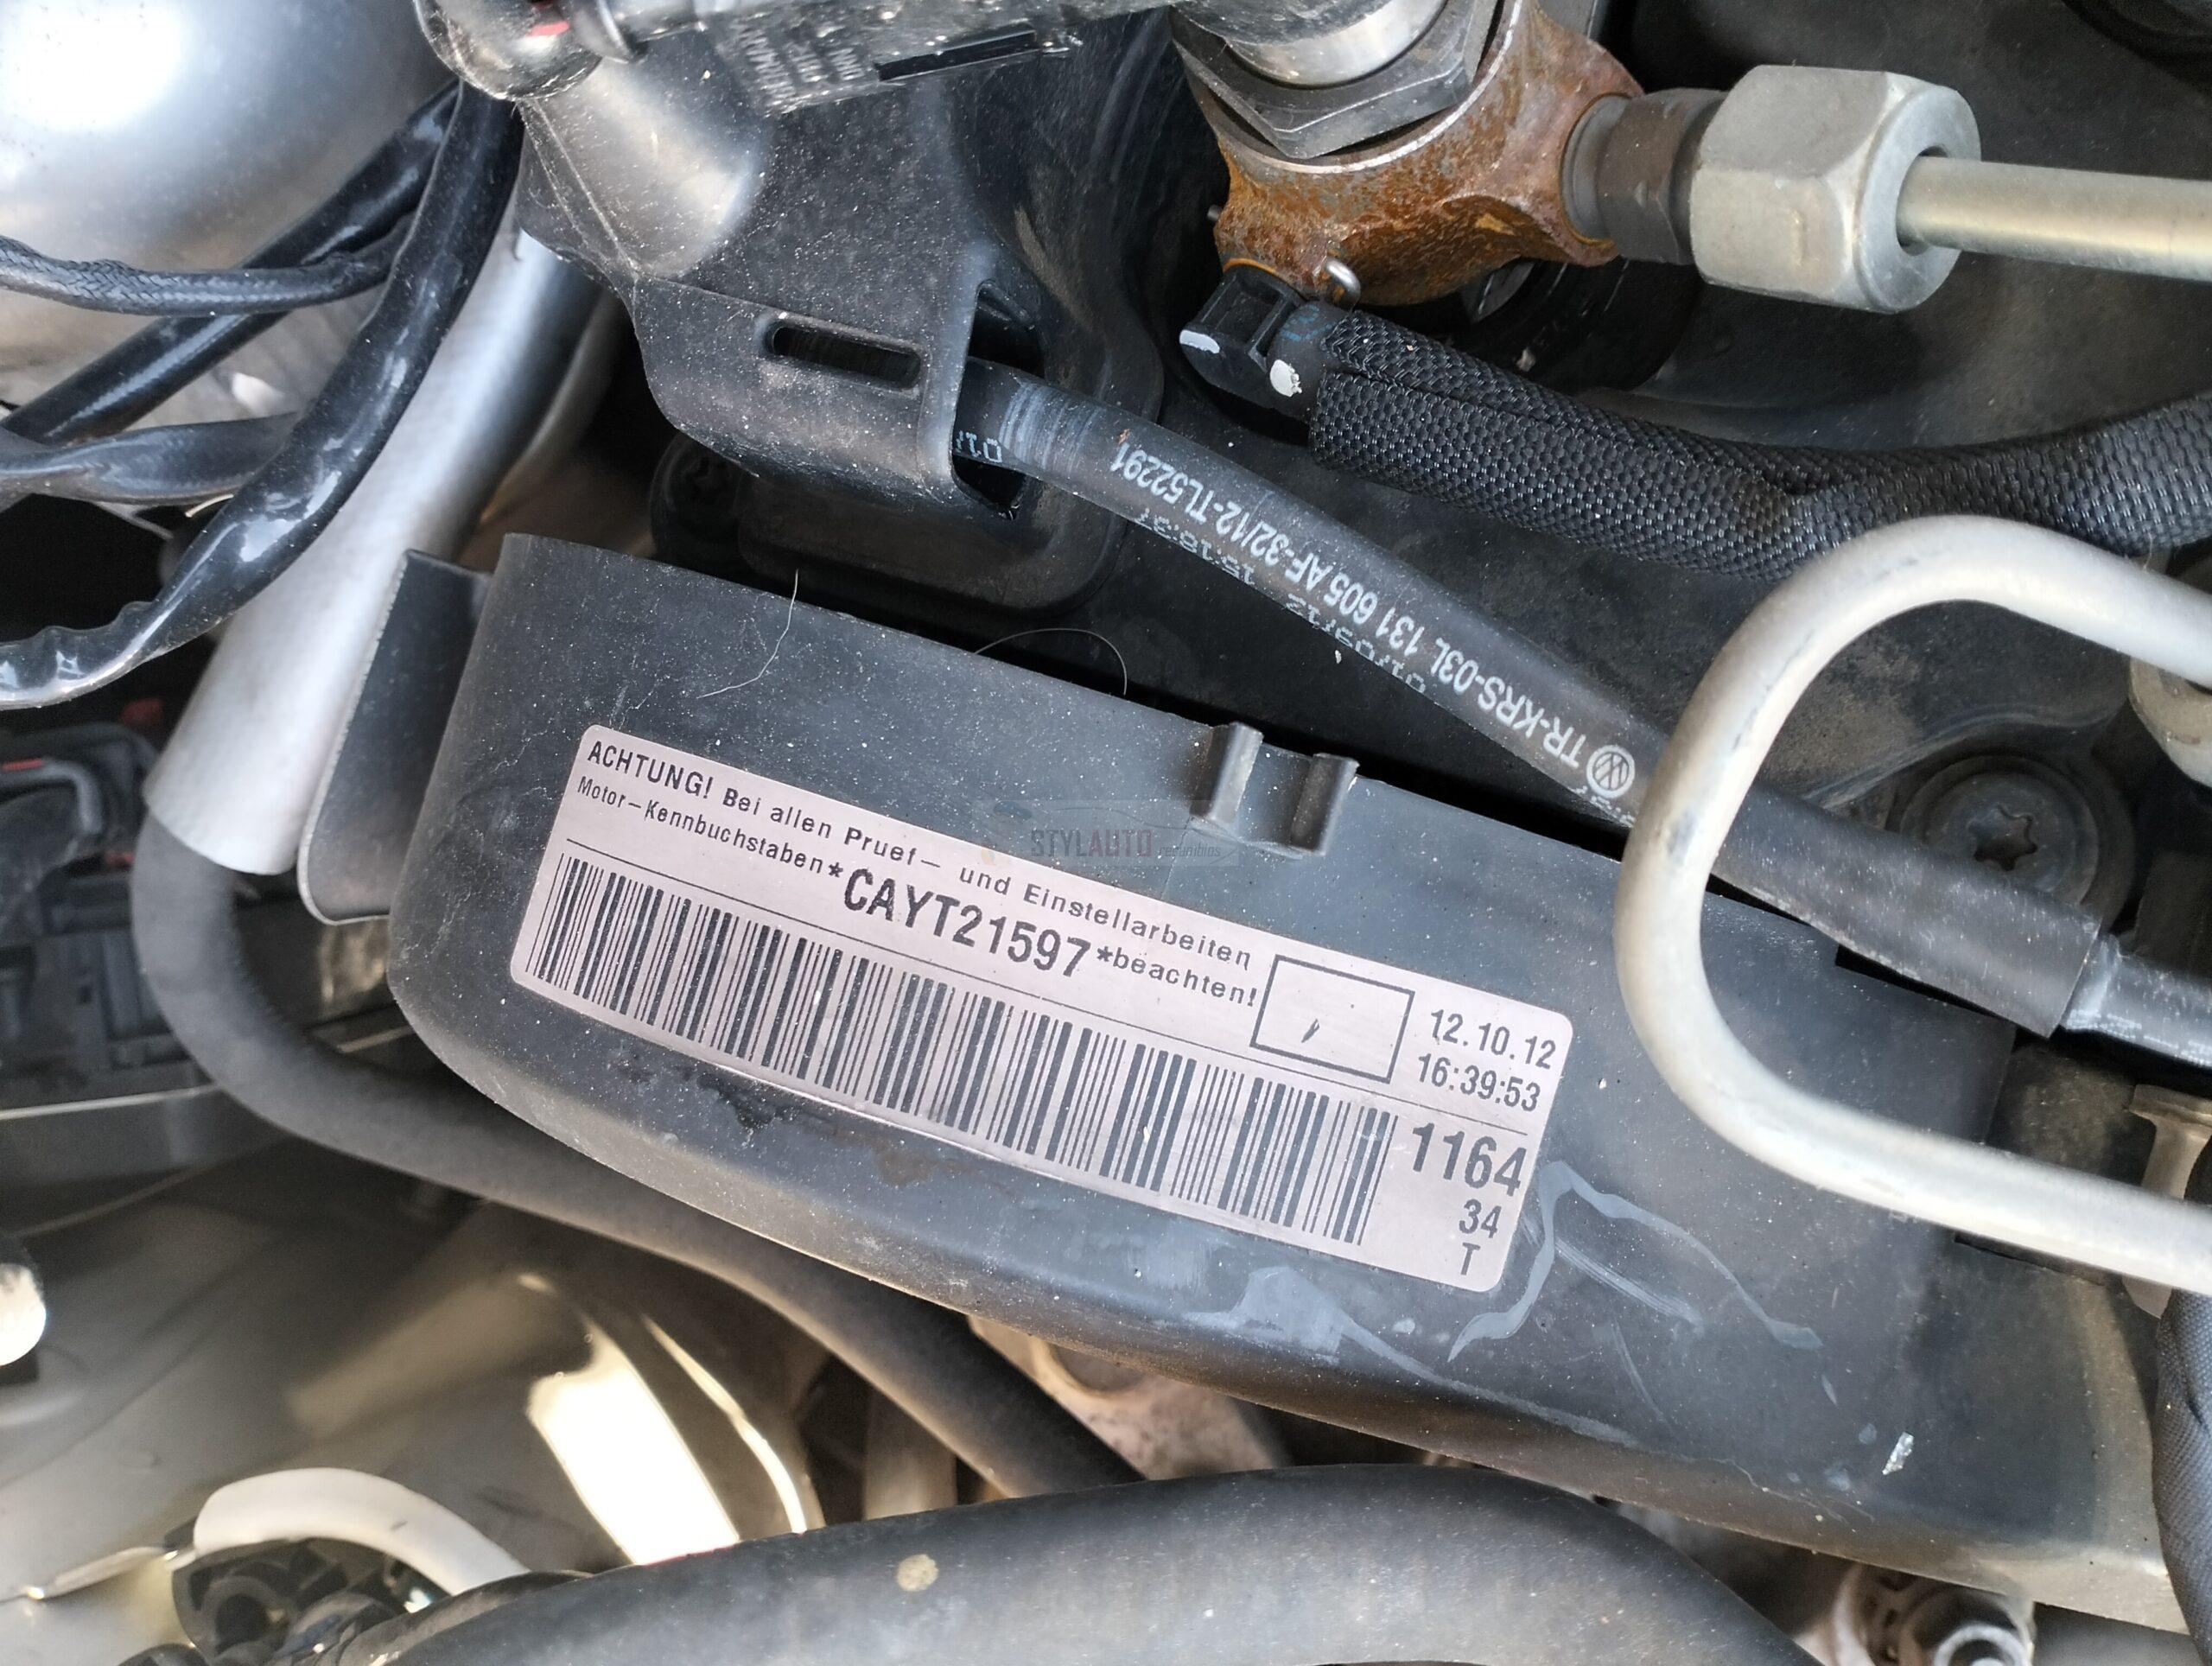 TR-KRS-03L 131 605 AF-32/12-TL52291
ACHTUNG! Bei allen Pruef- und Einstellarbeiten
Motor-Kennbuchstaben*CAYT21597*beachten!
12.10.12
16:39:53
1164
34
T
STYLAUTO recambios